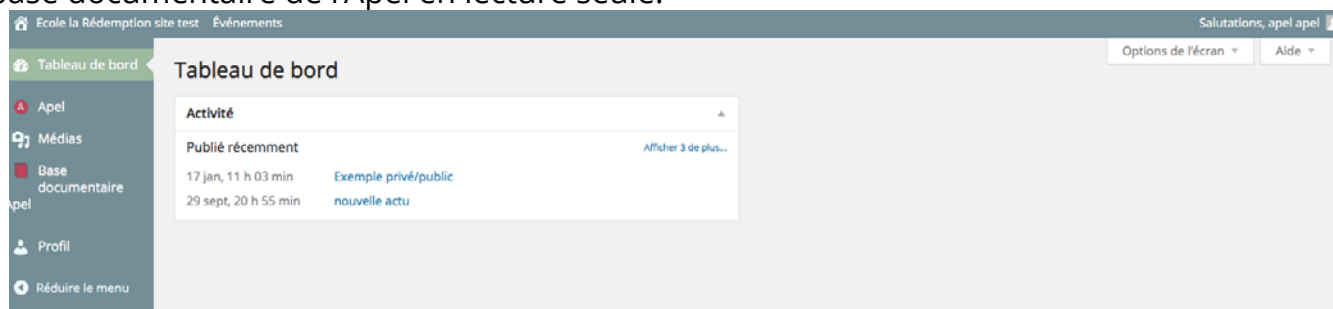 base documentaire de l'Apel en lecture seule.
Ecole la Rédemption site test Événements Salutations, apel apel
Options de l'écran Aide
Tableau de bord
Tableau de bord
Apel
Médias
Base
documentaire
Apel
Profil
Réduire le menu
Activité
Publié récemment Afficher 3 de plus...
17 jan, 11 h 03 min Exemple privé/public
29 sept, 20 h 55 min nouvelle actu